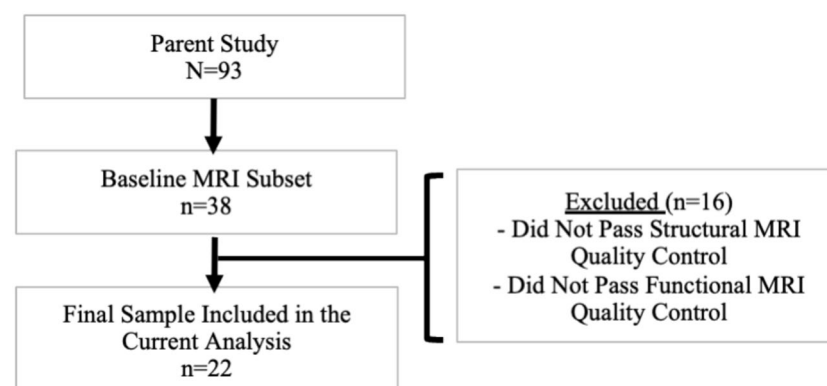 Parent Study
N=93
Baseline MRI Subset
n=38
Excluded (n=16)
- Did Not Pass Structural MRI
Quality Control
- Did Not Pass Functional MRI
Quality Control
Final Sample Included in the
Current Analysis
n=22